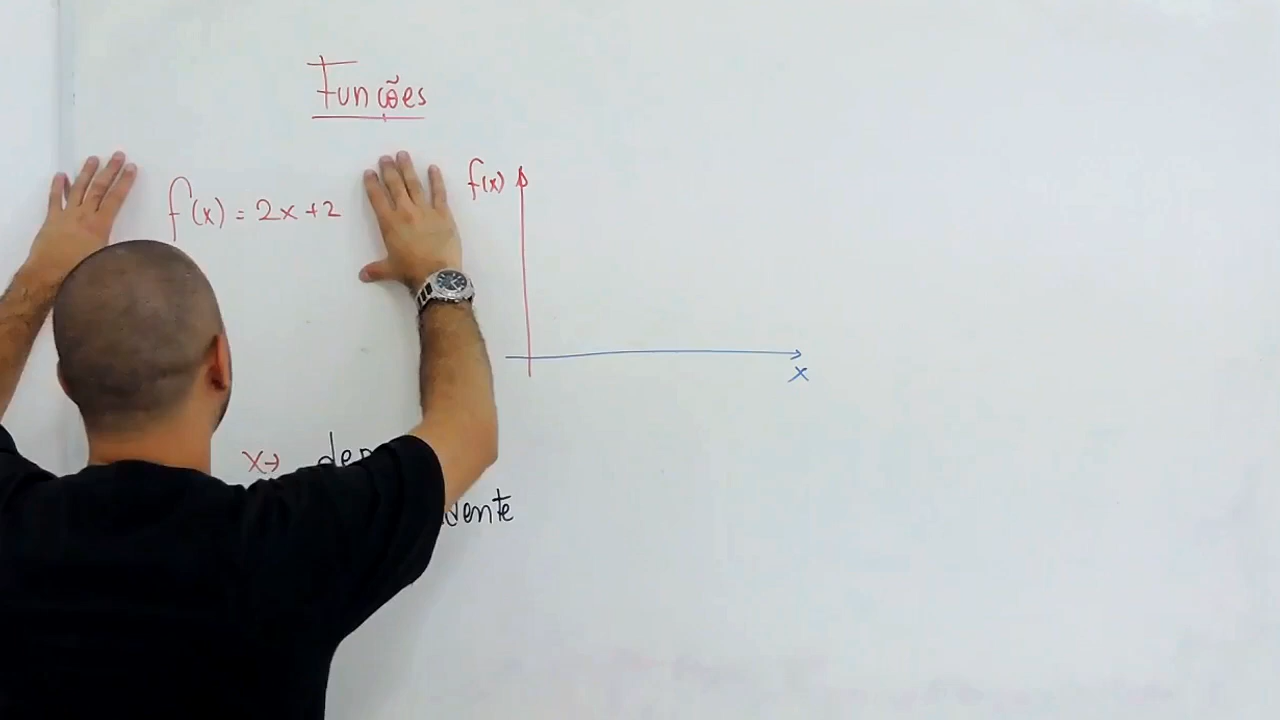 Funções
f(x) = 2x+2
f(x)
x
x→